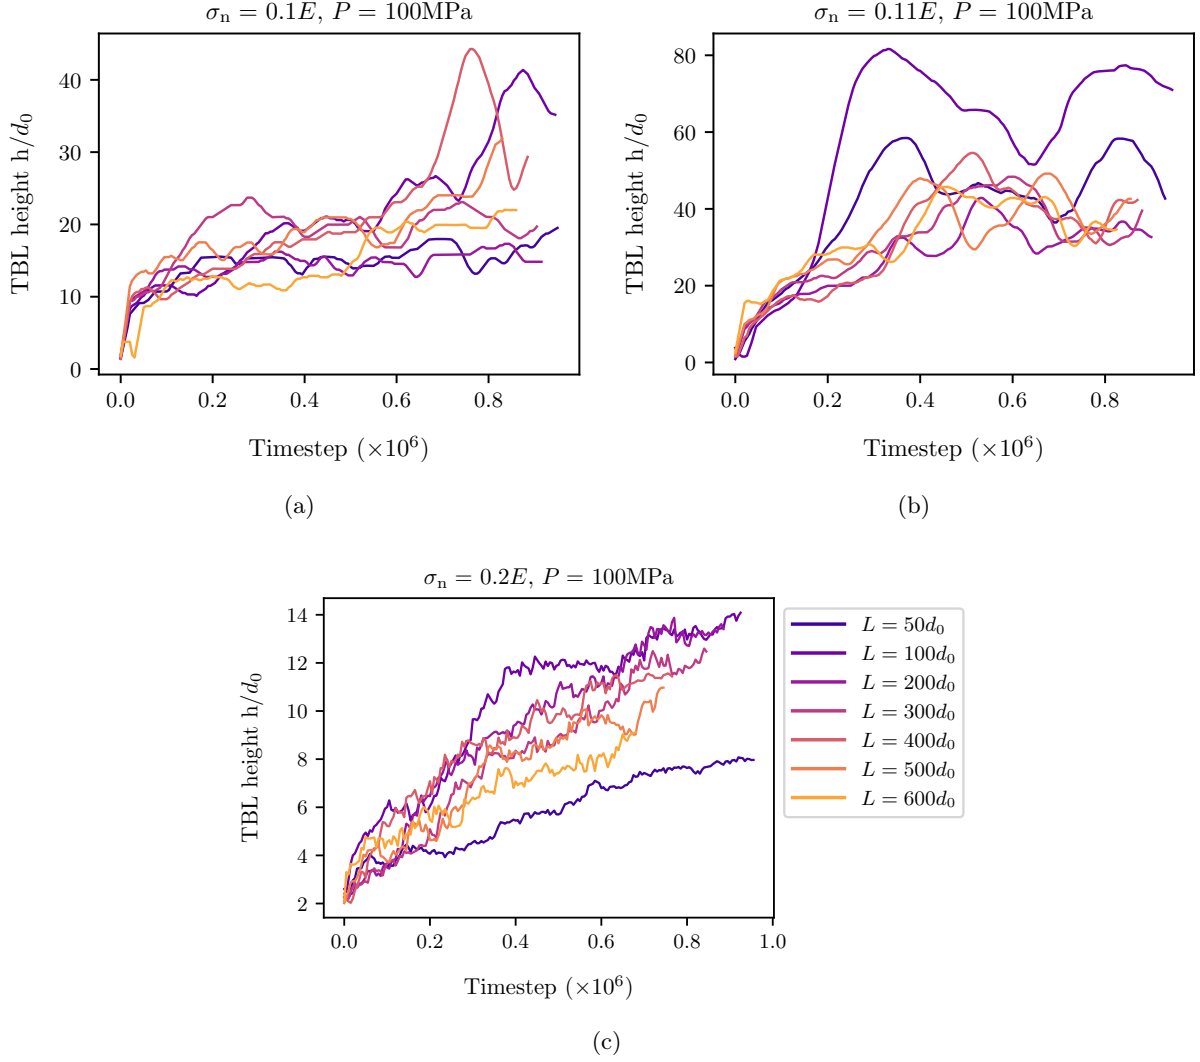 σn = 0.1E, P = 100MPa
TBL height h/d0
40
30
20
10
0
0.0 0.2 0.4 0.6 0.8
Timestep (×10^6)
(a)
σn = 0.11E, P = 100MPa
TBL height h/d0
80
60
40
20
0
0.0 0.2 0.4 0.6 0.8
Timestep (×10^6)
(b)
σn = 0.2E, P = 100MPa
TBL height h/d0
14
12
10
8
6
4
2
0.0 0.2 0.4 0.6 0.8 1.0
Timestep (×10^6)
L = 50d0
L = 100d0
L = 200d0
L = 300d0
L = 400d0
L = 500d0
L = 600d0
(c)